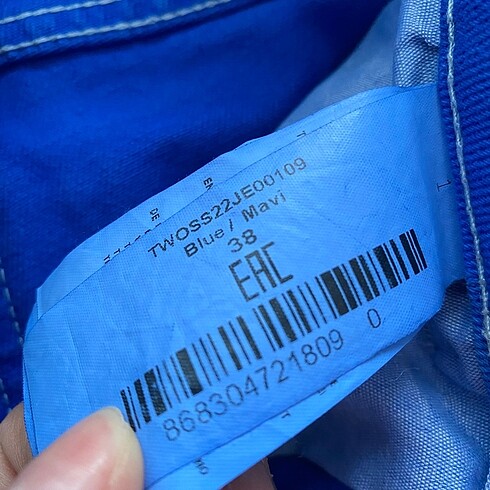 TWOSS22JE00109
Blue / Mavi
38
EAC
868304721809 0